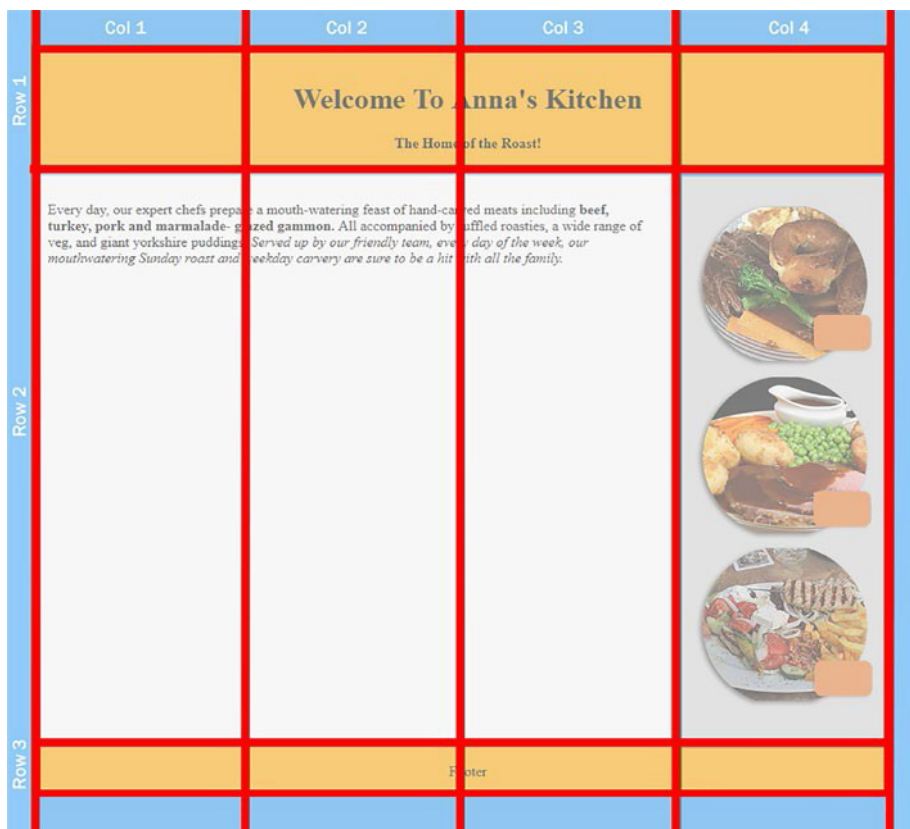 Col 1 Col 2 Col 3 Col 4
Row 1
Welcome To Anna's Kitchen
The Home of the Roast!
Every day, our expert chefs prepare a mouth-watering feast of hand-carved meats including beef,
turkey, pork and marmalade- glazed gammon. All accompanied by ruffled roasties, a wide range of
veg, and giant yorkshire puddings. Served up by our friendly team, every day of the week, our
mouthwatering Sunday roast and weekday carvery are sure to be a hit with all the family.
Row 2
Row 3
Footer